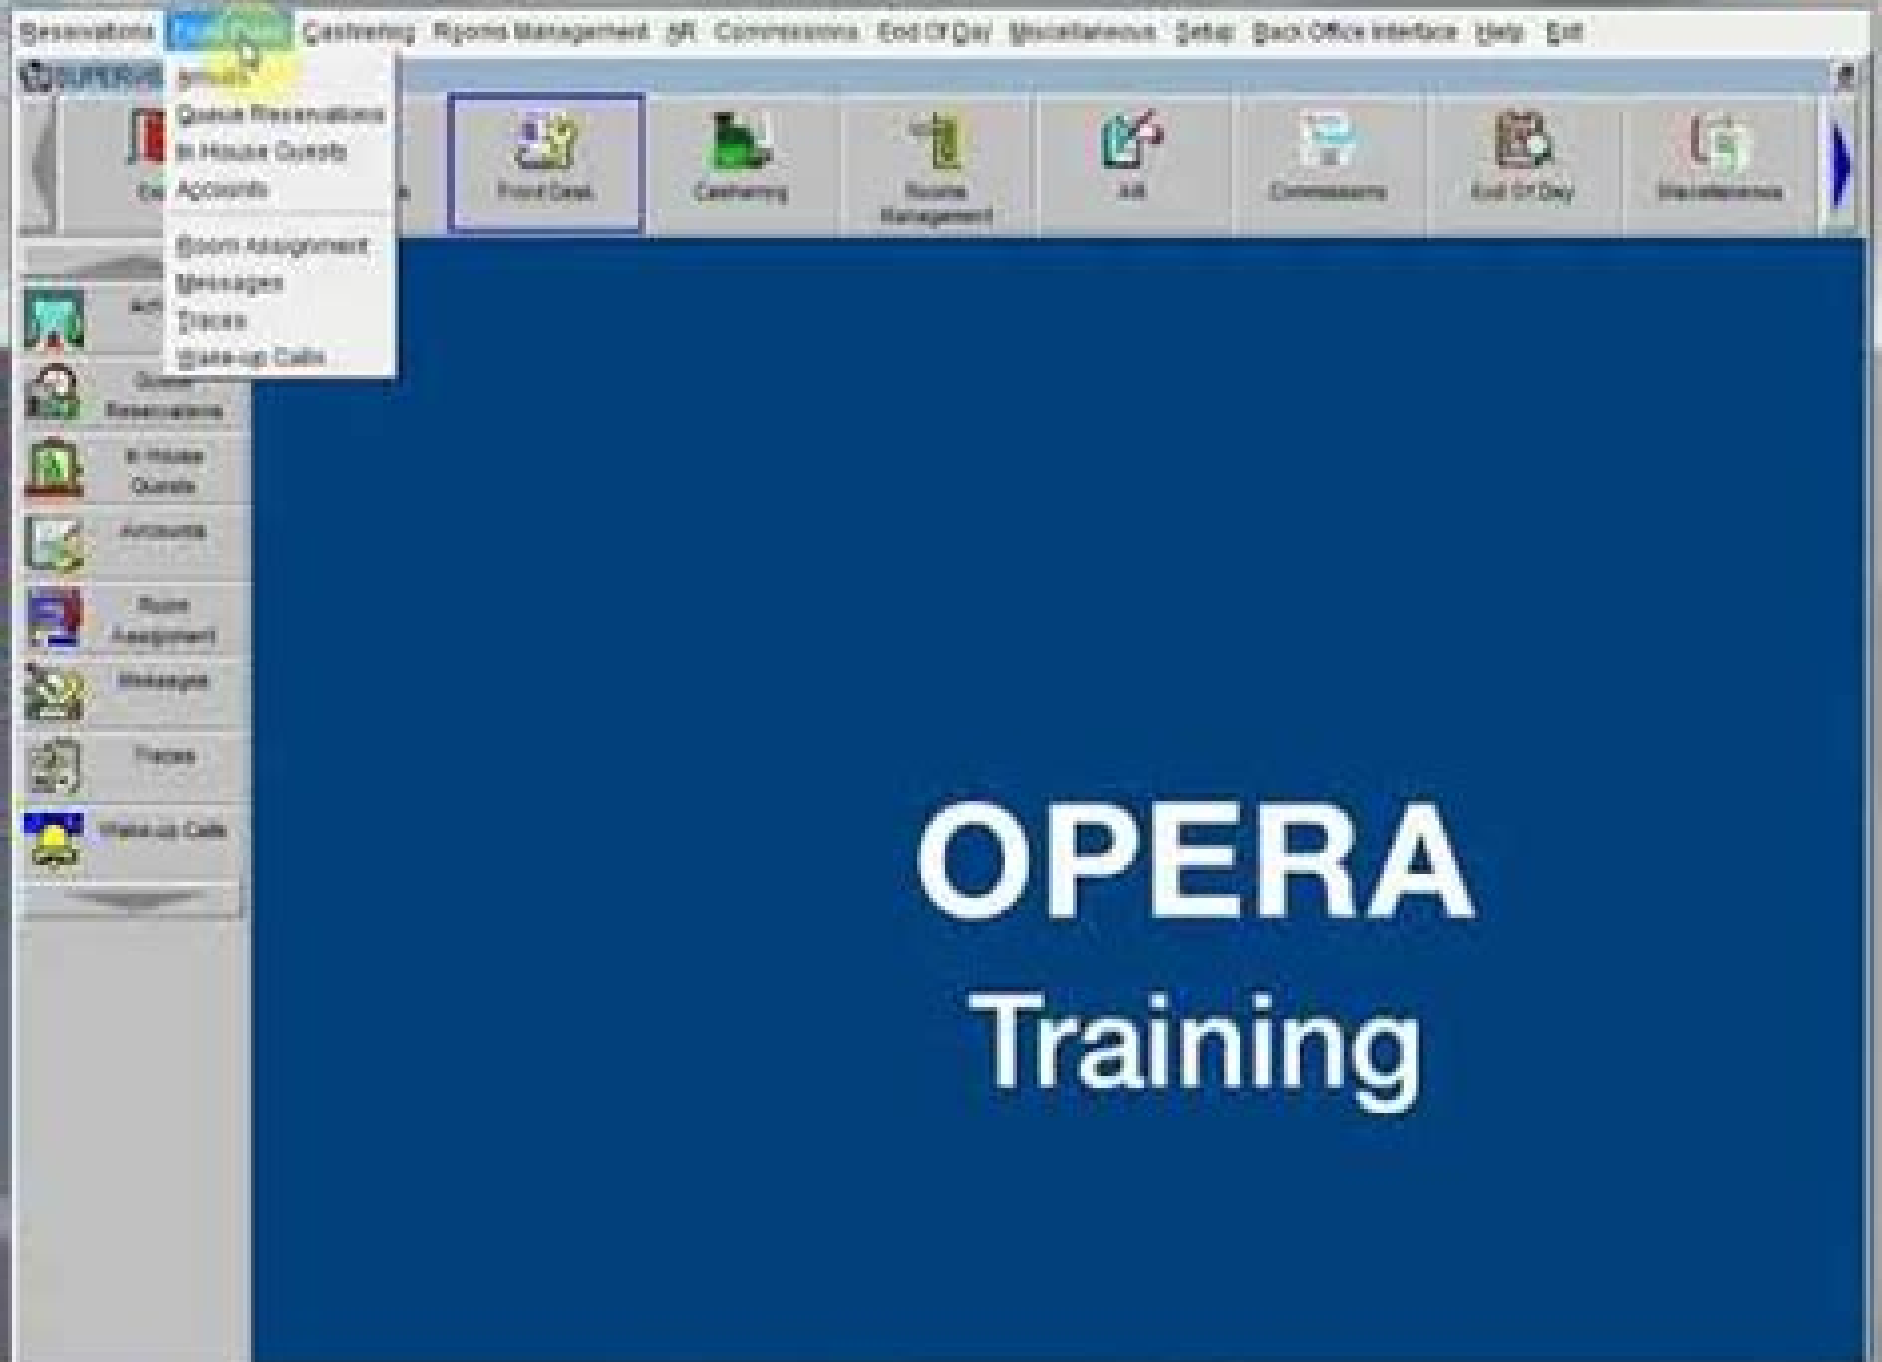 Reservations Cashiering Rooms Management AR Commissions End Of Day Miscellaneous Setup Back Office Interface Help Exit
Arrivals
Queue Reservations
In House Guests
Accounts
Room Assignment
Messages
Traces
Wake-up Calls
Front Desk
Cashiering
Rooms
Management
AR
Commissions
End Of Day
Miscellaneous
Queue
Reservations
In House
Guests
Accounts
Room
Assignment
Messages
Traces
Wake-up Calls
OPERA
Training